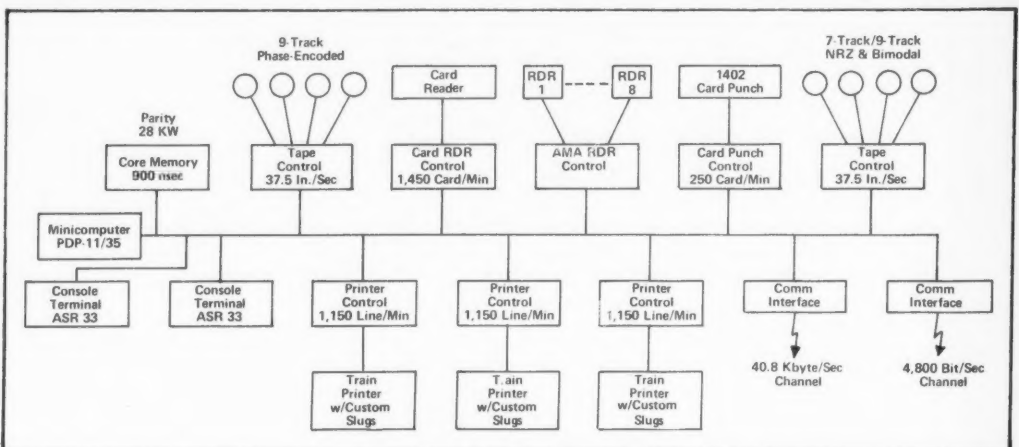 9-Track
Phase-Encoded
7-Track/9-Track
NRZ & Bimodal
Card
Reader
RDR
1
RDR
8
1402
Card Punch
Parity
28 KW
Core Memory
900 nsec
Tape
Control
37.5 In./Sec
Card RDR
Control
1,450 Card/Min
AMA RDR
Control
Card Punch
Control
250 Card/Min
Tape
Control
37.5 In./Sec
Minicomputer
PDP-11/35
Console
Terminal
ASR 33
Console
Terminal
ASR 33
Printer
Control
1,150 Line/Min
Printer
Control
1,150 Line/Min
Printer
Control
1,150 Line/Min
Comm
Interface
Comm
Interface
40.8 Kbyte/Sec
Channel
4,800 Bit/Sec
Channel
Train
Printer
w/Custom
Slugs
T.ain
Printer
w/Custom
Slugs
Train
Printer
w/Custom
Slugs